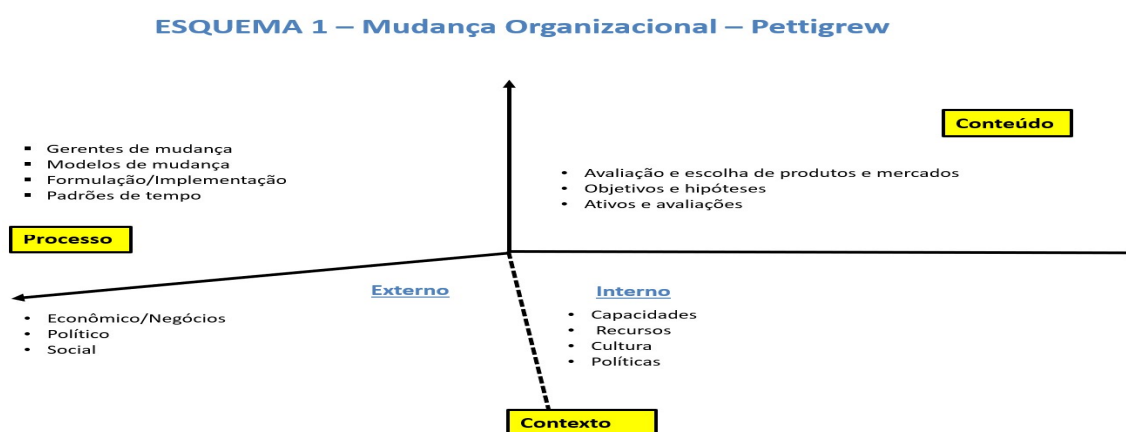 ESQUEMA 1 – Mudança Organizacional – Pettigrew
Conteúdo
▪ Gerentes de mudança
▪ Modelos de mudança
▪ Formulação/Implementação
▪ Padrões de tempo
• Avaliação e escolha de produtos e mercados
• Objetivos e hipóteses
• Ativos e avaliações
Processo
Externo
Interno
• Econômico/Negócios
• Político
• Social
• Capacidades
• Recursos
• Cultura
• Políticas
Contexto